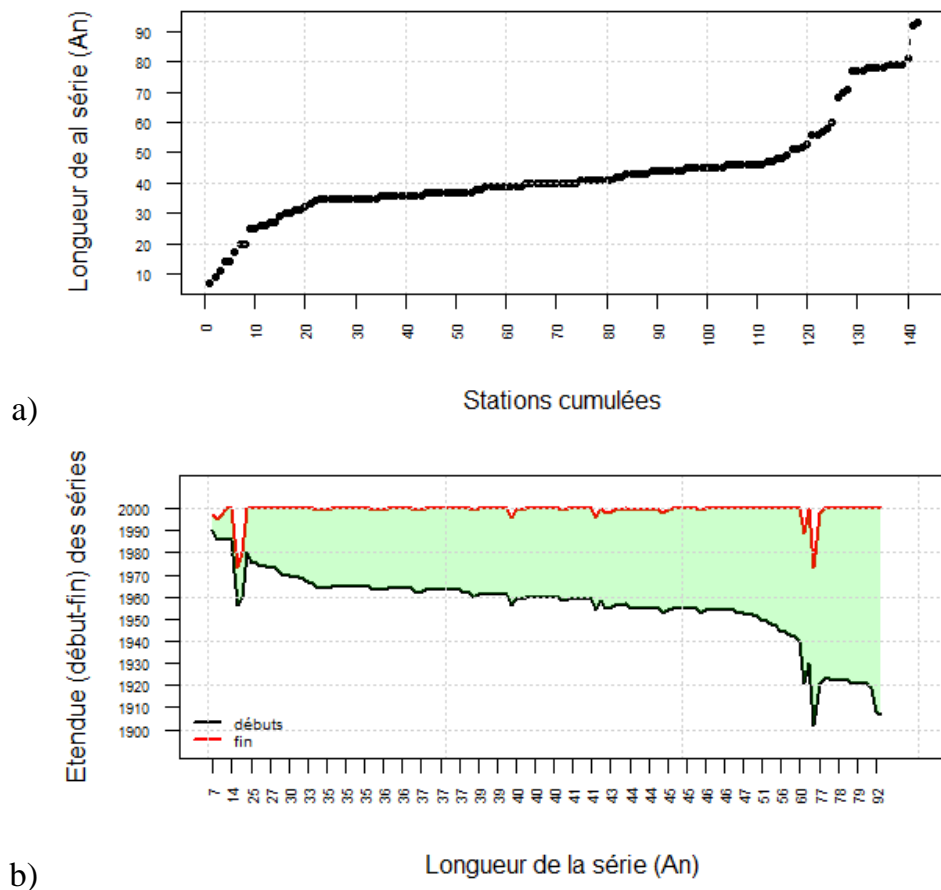 Longueur de al série (An)
90
80
70
60
50
40
30
20
10
0 10 20 30 40 50 60 70 80 90 100 110 120 130 140
Stations cumulées
a)
Etendue (début-fin) des séries
2000
1990
1980
1970
1960
1950
1940
1930
1920
1910
1900
débuts
fin
7 14 25 27 30 33 35 35 36 36 37 37 37 39 39 40 40 40 41 41 43 44 44 45 45 46 46 47 51 56 60 77 78 79 92
Longueur de la série (An)
b)